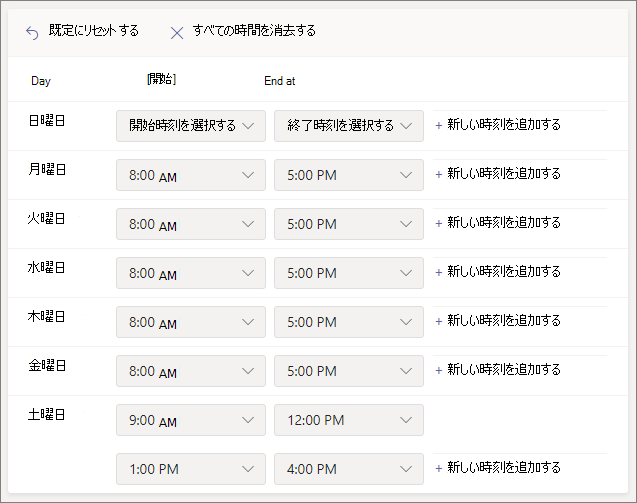 既定にリセット する すべての時間を消去する
Day [開始] End at
日曜日 開始時刻を選択する 終了時刻を選択する + 新しい時刻を追加する
月曜日 8:00 AM 5:00 PM + 新しい時刻を追加する
火曜日 8:00 AM 5:00 PM + 新しい時刻を追加する
水曜日 8:00 AM 5:00 PM + 新しい時刻を追加する
木曜日 8:00 AM 5:00 PM + 新しい時刻を追加する
金曜日 8:00 AM 5:00 PM + 新しい時刻を追加する
土曜日 9:00 AM 12:00 PM
1:00 PM 4:00 PM + 新しい時刻を追加する